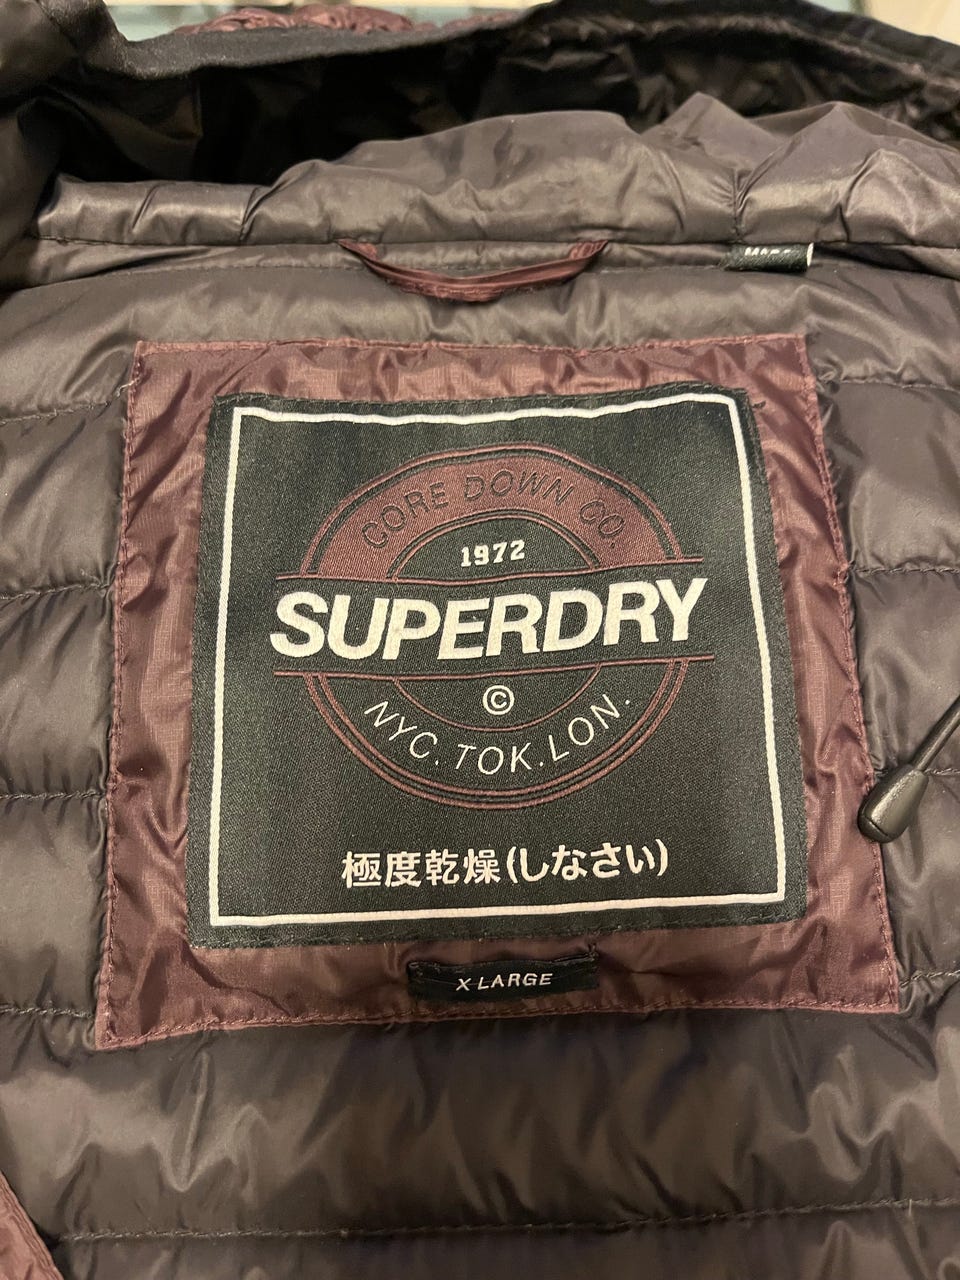 CORE DOWN CO.
1972
SUPERDRY
©
NYC.TOK.LON.
極度乾燥(しなさい)
X LARGE